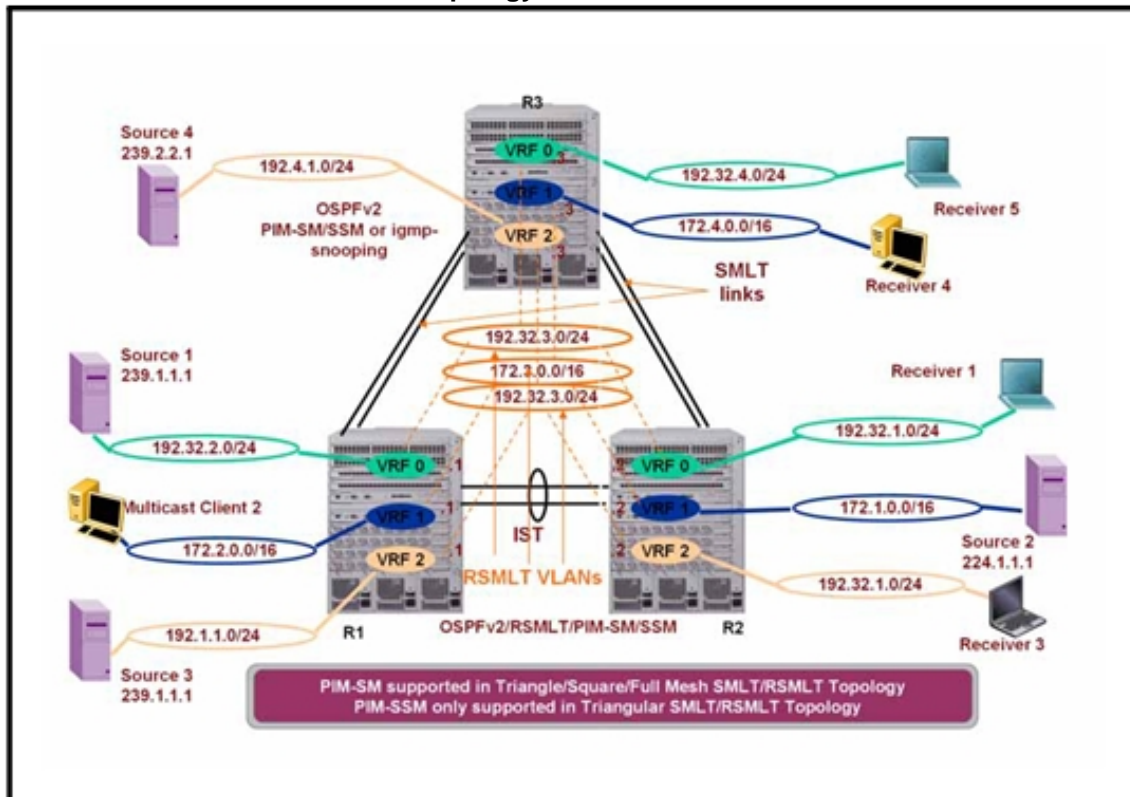 R3
Source 4
239.2.2.1
192.4.1.0/24
VRF 0
.3
192.32.4.0/24
Receiver 5
OSPFv2
PIM-SM/SSM or igmp-
snooping
VRF 1
.3
172.4.0.0/16
Receiver 4
VRF 2
.3
SMLT
links
192.32.3.0/24
172.3.0.0/16
192.32.3.0/24
Source 1
239.1.1.1
Receiver 1
192.32.2.0/24
VRF 0
.1
VRF 0
192.32.1.0/24
Multicast Client 2
VRF 1
.1
IST
.2
VRF 1
172.1.0.0/16
172.2.0.0/16
Source 2
224.1.1.1
VRF 2
.1
RSMLT VLANs
.2
VRF 2
192.32.1.0/24
192.1.1.0/24
R1
OSPFv2/RSMLT/PIM-SM/SSM
R2
Receiver 3
Source 3
239.1.1.1
PIM-SM supported in Triangle/Square/Full Mesh SMLT/RSMLT Topology
PIM-SSM only supported in Triangular SMLT/RSMLT Topology